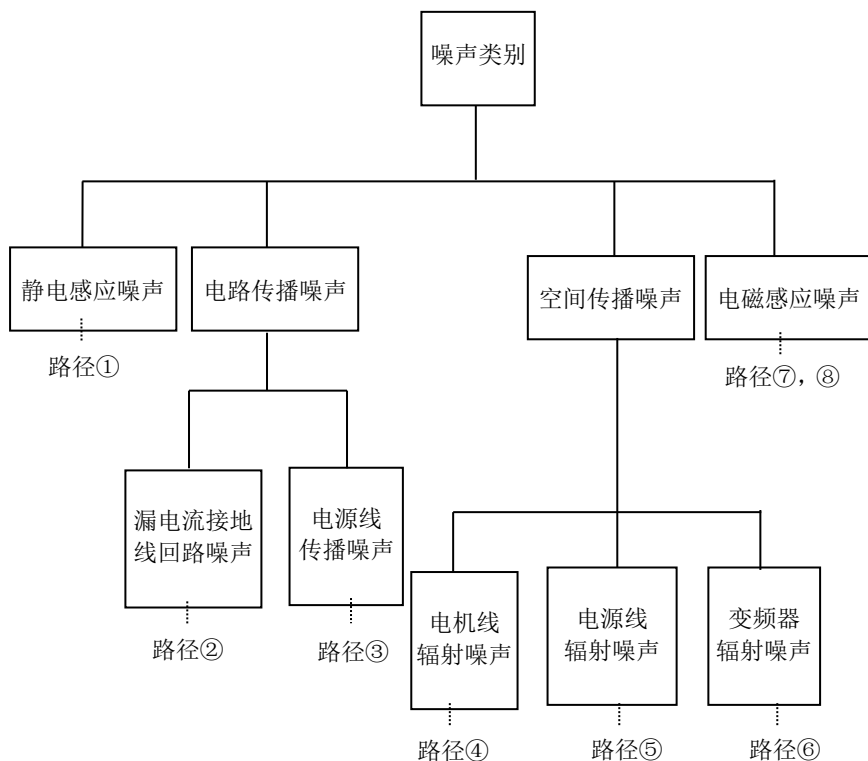 噪声类别
静电感应噪声
电路传播噪声
空间传播噪声
电磁感应噪声
路径①
路径⑦，⑧
漏电流接地
线回路噪声
电源线
传播噪声
路径②
路径③
电机线
辐射噪声
电源线
辐射噪声
变频器
辐射噪声
路径④
路径⑤
路径⑥